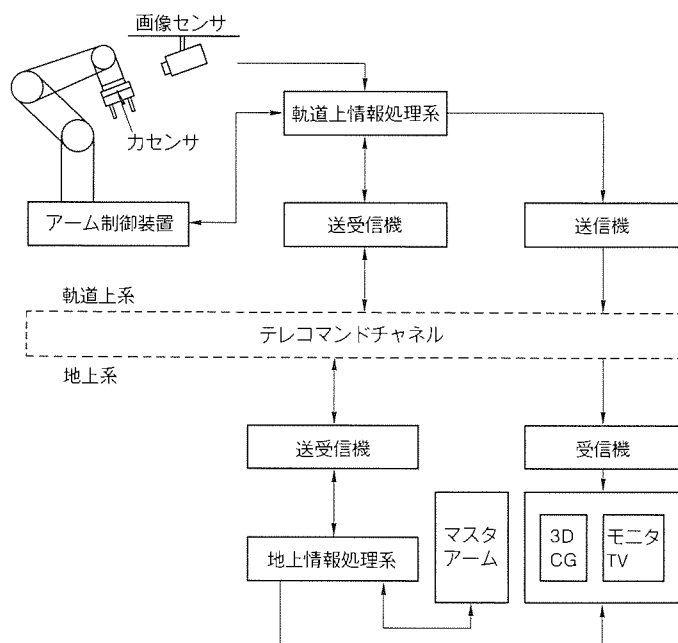 画像センサ
力センサ
軌道上情報処理系
アーム制御装置
送受信機
送信機
軌道上系
テレコマンドチャネル
地上系
送受信機
受信機
地上情報処理系
マスタ
アーム
3D
CG
モニタ
TV